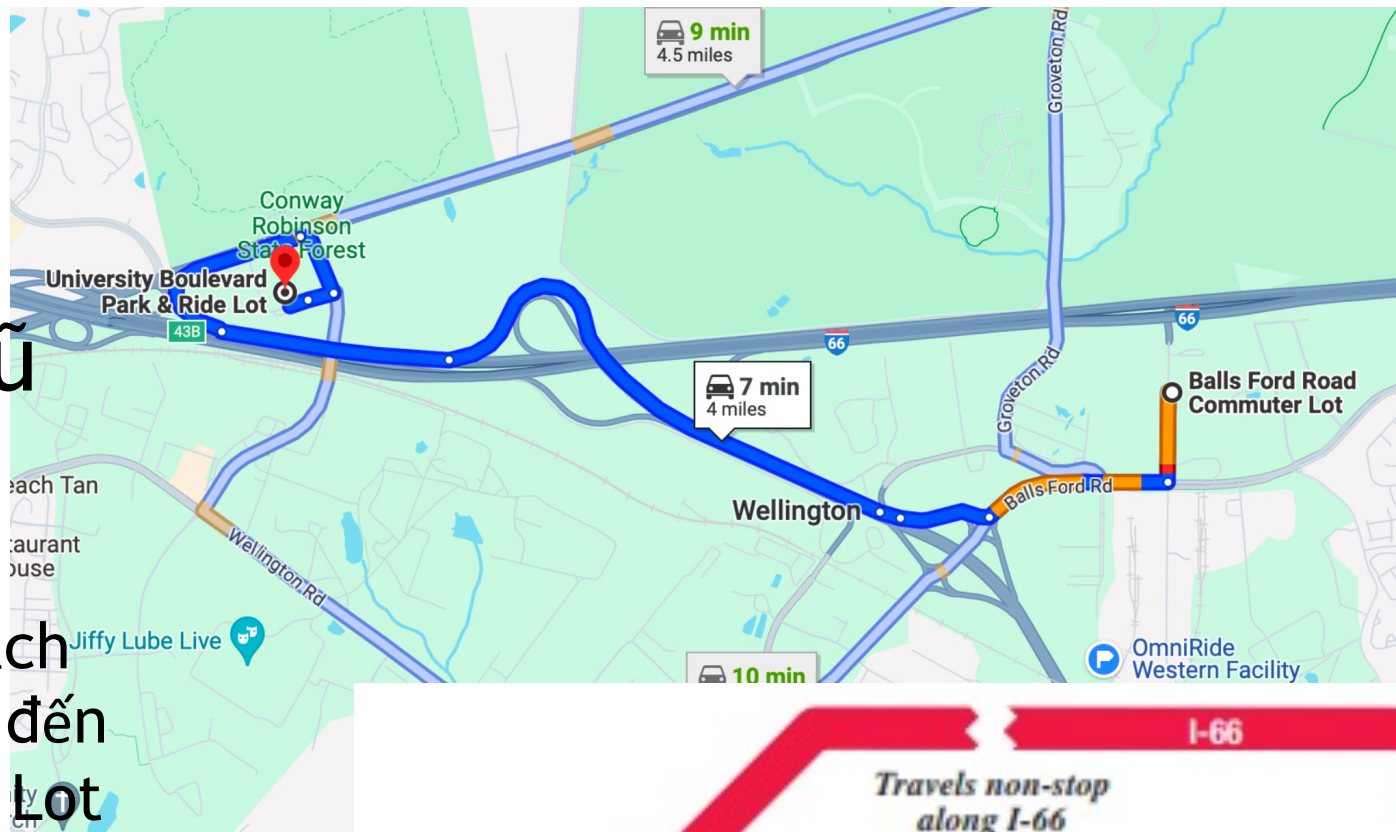 9 min
4.5 miles
Groveton Rd
Conway
Robinson
State Forest
University Boulevard
Park & Ride Lot
43B
66
66
7 min
4 miles
Groveton Rd
Balls Ford Road
Commuter Lot
Balls Ford Rd
Wellington
each Tan
taurant
ouse
Wellington Rd
Jiffy Lube Live
OmniRide
Western Facility
10 min
đến
Lot
I-66
Travels non-stop
along I-66